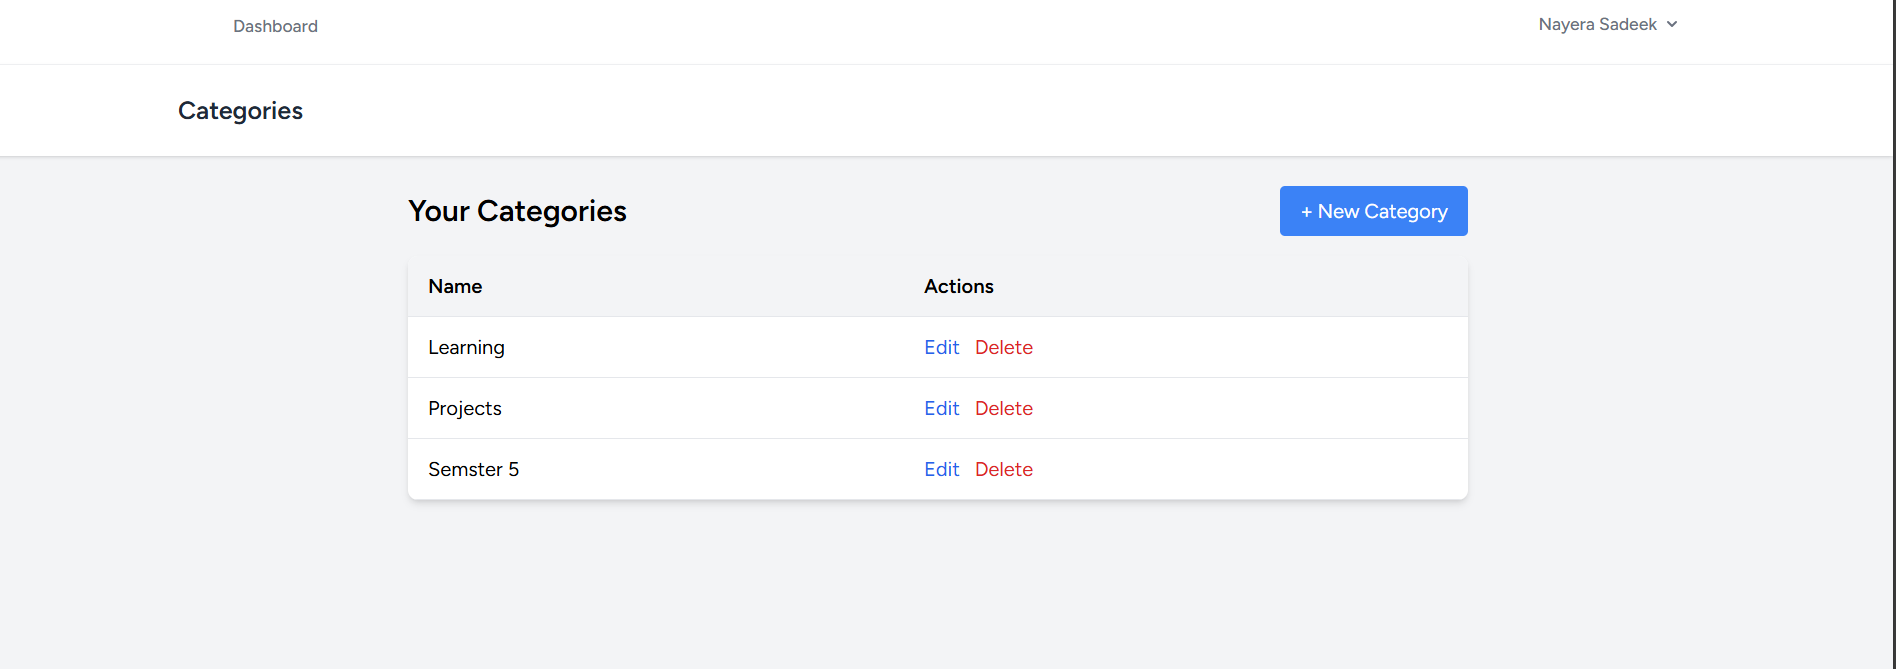 Dashboard
Nayera Sadeek
Categories
Your Categories
+ New Category
Name Actions
Learning Edit Delete
Projects Edit Delete
Semster 5 Edit Delete